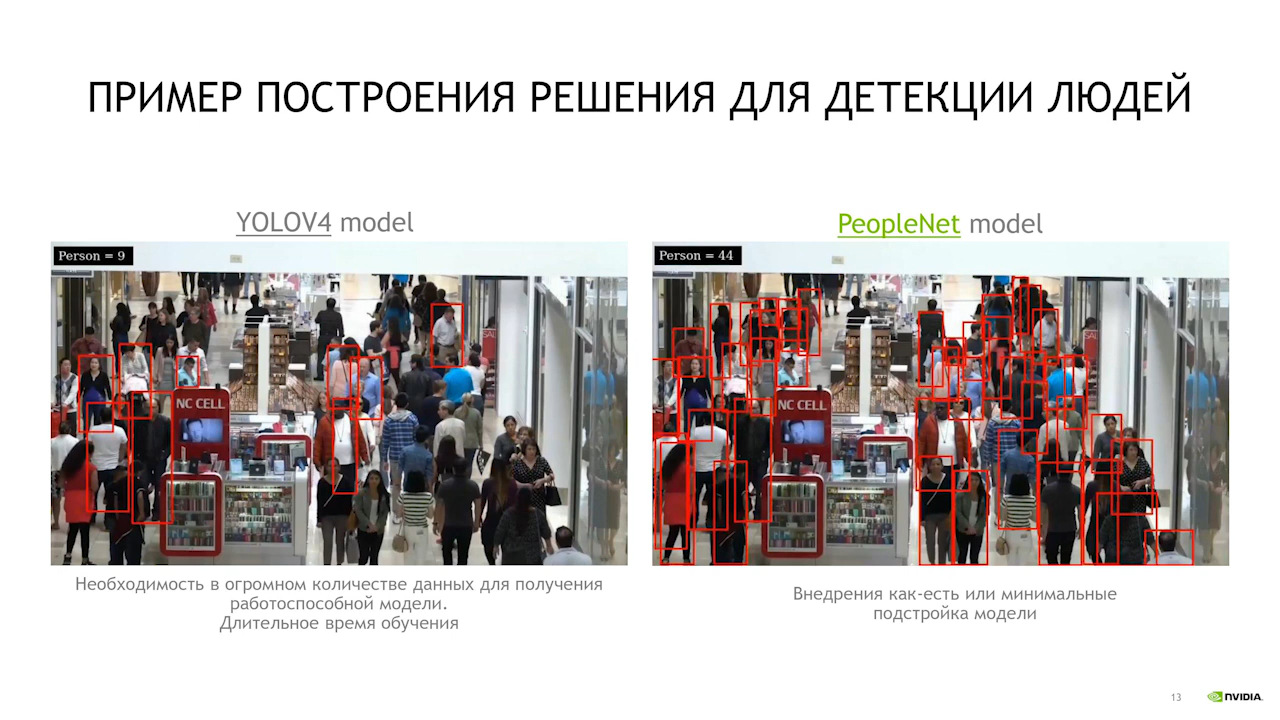 ПРИМЕР ПОСТРОЕНИЯ РЕШЕНИЯ ДЛЯ ДЕТЕКЦИИ ЛЮДЕЙ
YOLOV4 model
Person = 9
NC CELL
Необходимость в огромном количестве данных для получения
работоспособной модели.
Длительное время обучения
PeopleNet model
Person = 44
SALE
NC CELL
Внедрения как-есть или минимальные
подстройка модели
13
NVIDIA.